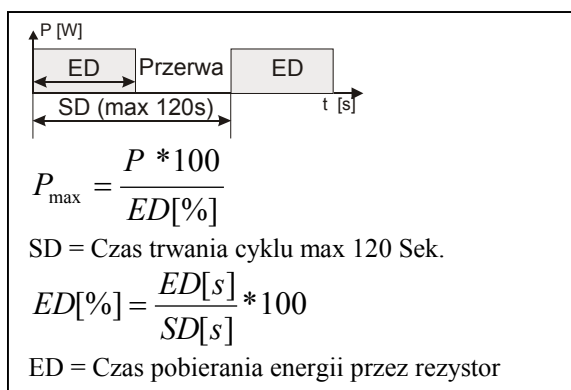 P [W]
ED Przerwa ED
SD (max 120s) t [s]
P_max = P *100 / ED[%]
SD = Czas trwania cyklu max 120 Sek.
ED[%] = ED[s] / SD[s] *100
ED = Czas pobierania energii przez rezystor